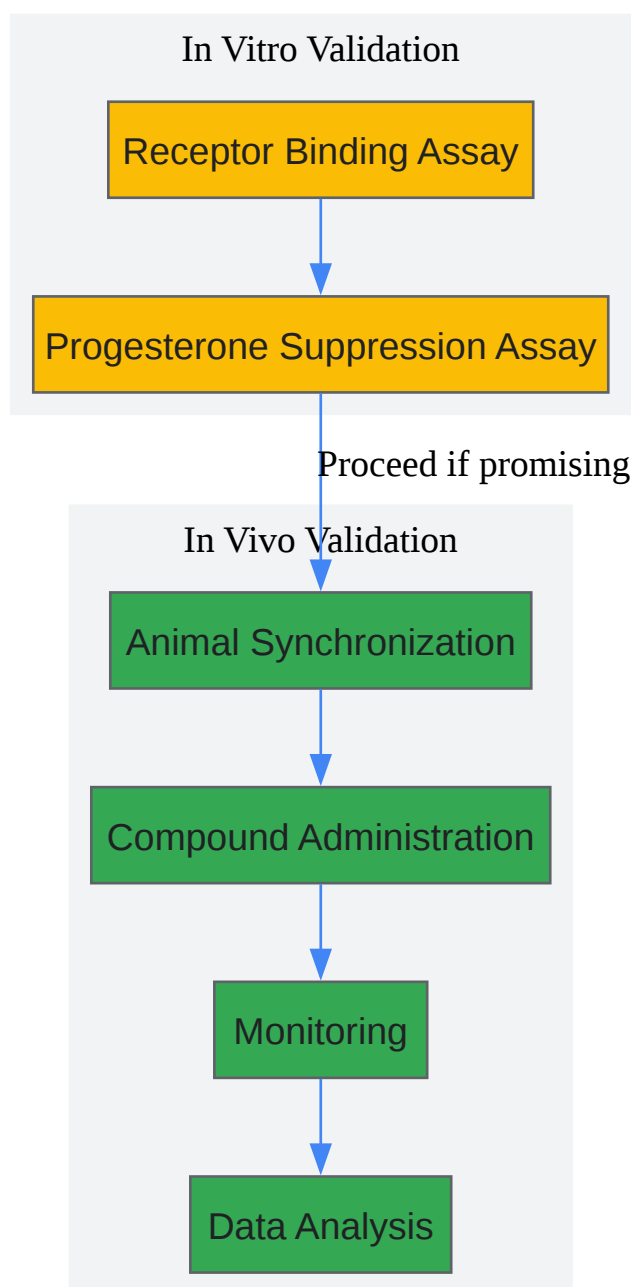 In Vitro Validation
Receptor Binding Assay
Progesterone Suppression Assay
Proceed if promising
In Vivo Validation
Animal Synchronization
Compound Administration
Monitoring
Data Analysis